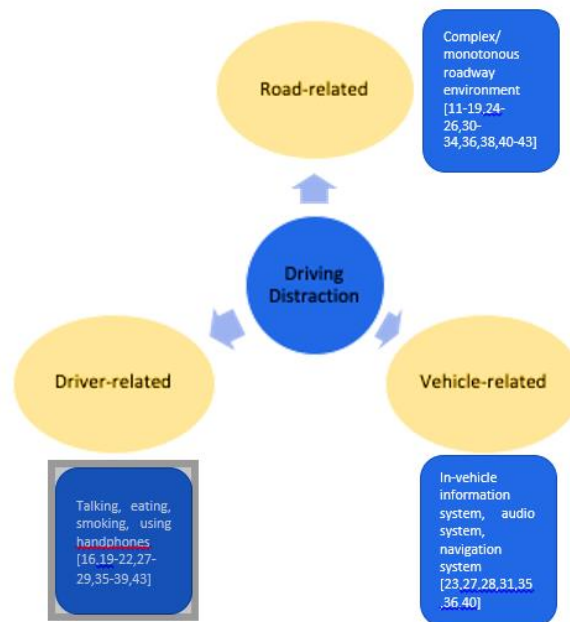 Complex/
monotonous
roadway
environment
[11-19,24-
26,30-
34,36,38,40-43]
Road-related
Driving
Distraction
Driver-related
Vehicle-related
Talking, eating,
smoking, using
handphones
[16,19-22,27-
29,35-39,43]
In-vehicle
information
system, audio
system,
navigation
system
[23,27,28,31,35
,36,40]